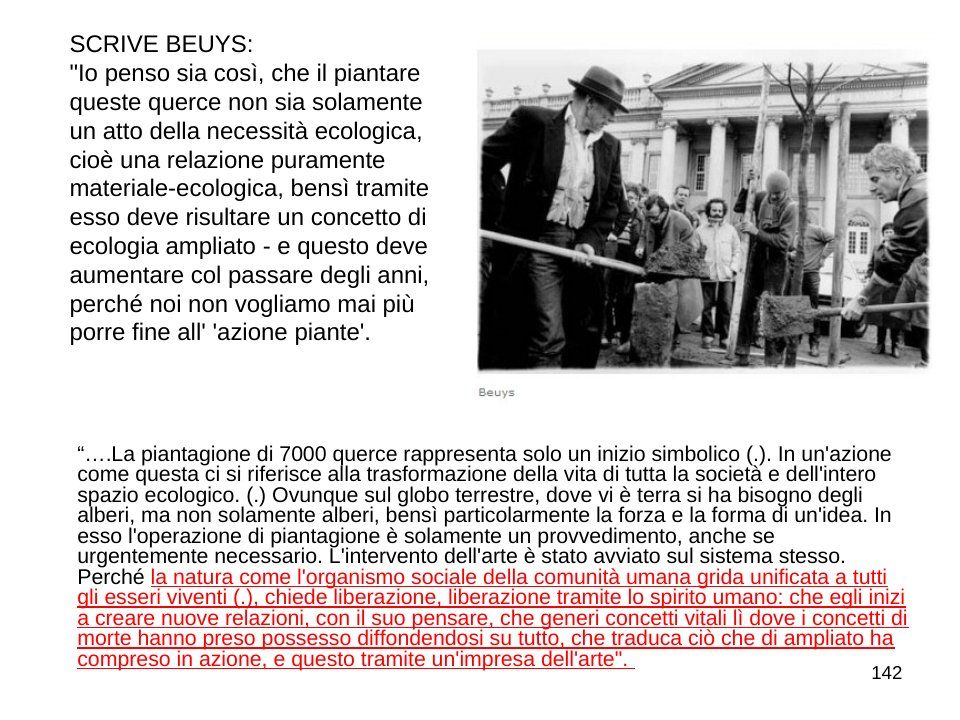 SCRIVE BEUYS:
"Io penso sia così, che il piantare
queste querce non sia solamente
un atto della necessità ecologica,
cioè una relazione puramente
materiale-ecologica, bensì tramite
esso deve risultare un concetto di
ecologia ampliato - e questo deve
aumentare col passare degli anni,
perché noi non vogliamo mai più
porre fine all' 'azione piante'.
Beuys
“….La piantagione di 7000 querce rappresenta solo un inizio simbolico (.). In un'azione
come questa ci si riferisce alla trasformazione della vita di tutta la società e dell'intero
spazio ecologico. (.) Ovunque sul globo terrestre, dove vi è terra si ha bisogno degli
alberi, ma non solamente alberi, bensì particolarmente la forza e la forma di un'idea. In
esso l'operazione di piantagione è solamente un provvedimento, anche se
urgentemente necessario. L'intervento dell'arte è stato avviato sul sistema stesso.
Perché la natura come l'organismo sociale della comunità umana grida unificata a tutti
gli esseri viventi (.), chiede liberazione, liberazione tramite lo spirito umano: che egli inizi
a creare nuove relazioni, con il suo pensare, che generi concetti vitali lì dove i concetti di
morte hanno preso possesso diffondendosi su tutto, che traduca ciò che di ampliato ha
compreso in azione, e questo tramite un'impresa dell'arte".
142